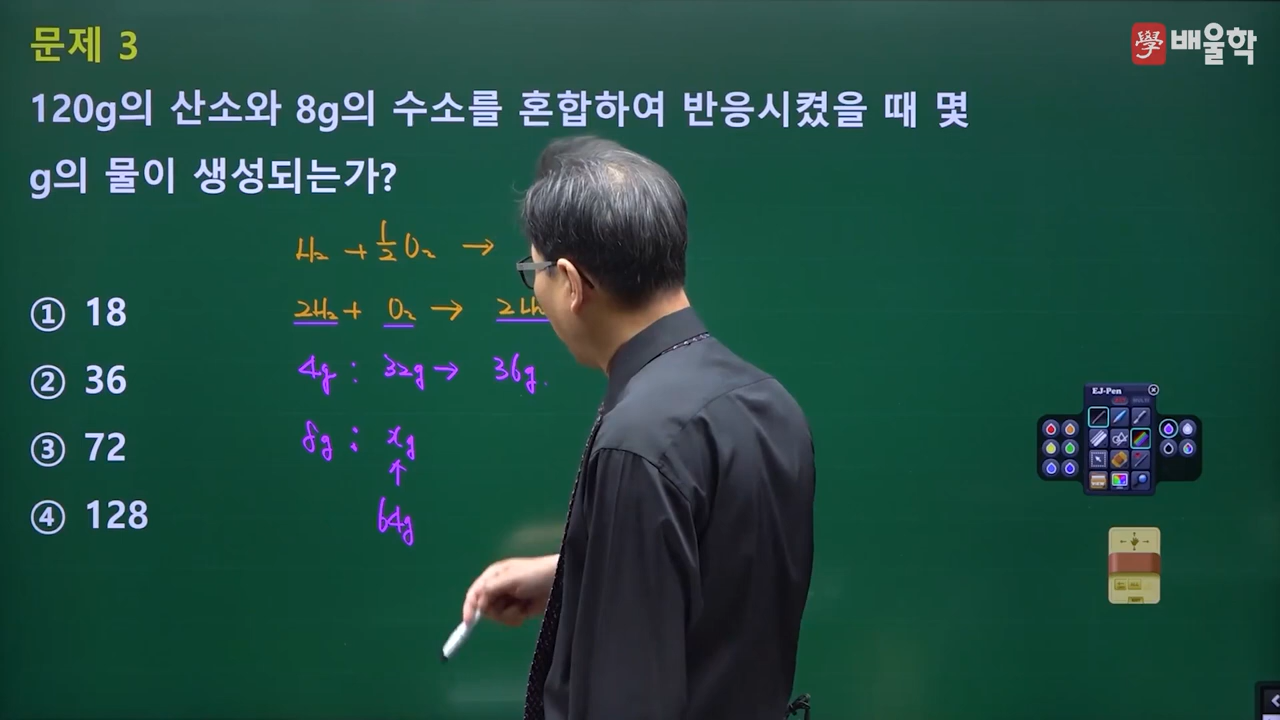 문제 3
學 배울학
120g의 산소와 8g의 수소를 혼합하여 반응시켰을 때 몇
g의 물이 생성되는가?
H₂ + 1/2 O₂ →
① 18
2H₂ + O₂ → 2H₂
② 36
4g : 32g → 36g.
③ 72
8g : xg
↑
④ 128
64g
EJ-Pen